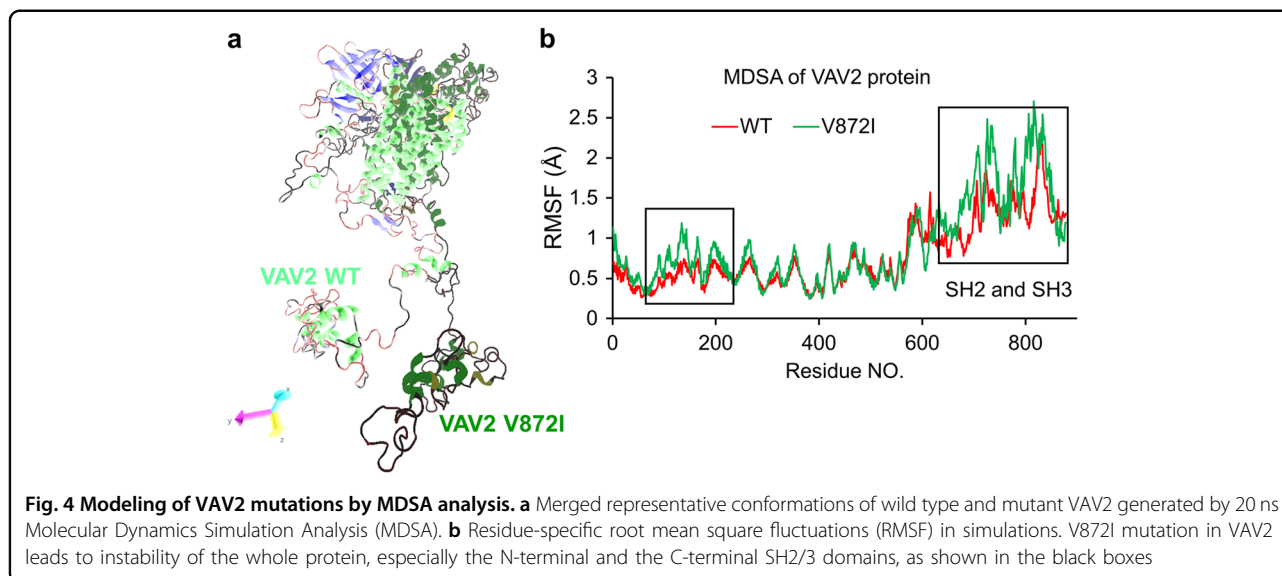 a
VAV2 WT
VAV2 V872I
x
y
z
b
MDSA of VAV2 protein
WT V872I
RMSF (Å)
3
2.5
2
1.5
1
0.5
0
SH2 and SH3
0 200 400 600 800
Residue NO.
Fig. 4 Modeling of VAV2 mutations by MDSA analysis. a Merged representative conformations of wild type and mutant VAV2 generated by 20 ns
Molecular Dynamics Simulation Analysis (MDSA). b Residue-specific root mean square fluctuations (RMSF) in simulations. V872I mutation in VAV2
leads to instability of the whole protein, especially the N-terminal and the C-terminal SH2/3 domains, as shown in the black boxes